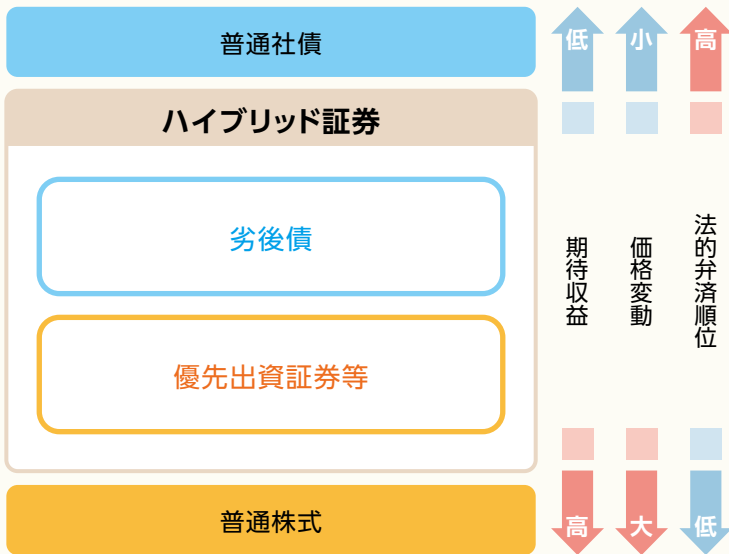 普通社債
ハイブリッド証券
劣後債
優先出資証券等
普通株式
低
小
高
期待収益
価格変動
法的弁済順位
高
大
低